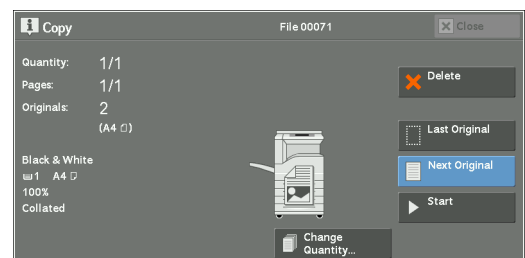 Copy
File 00071
Close
Quantity: 1/1
Pages: 1/1
Originals: 2
(A4)
Delete
Last Original
Next Original
Start
Black & White
1 A4
100%
Collated
Change
Quantity...